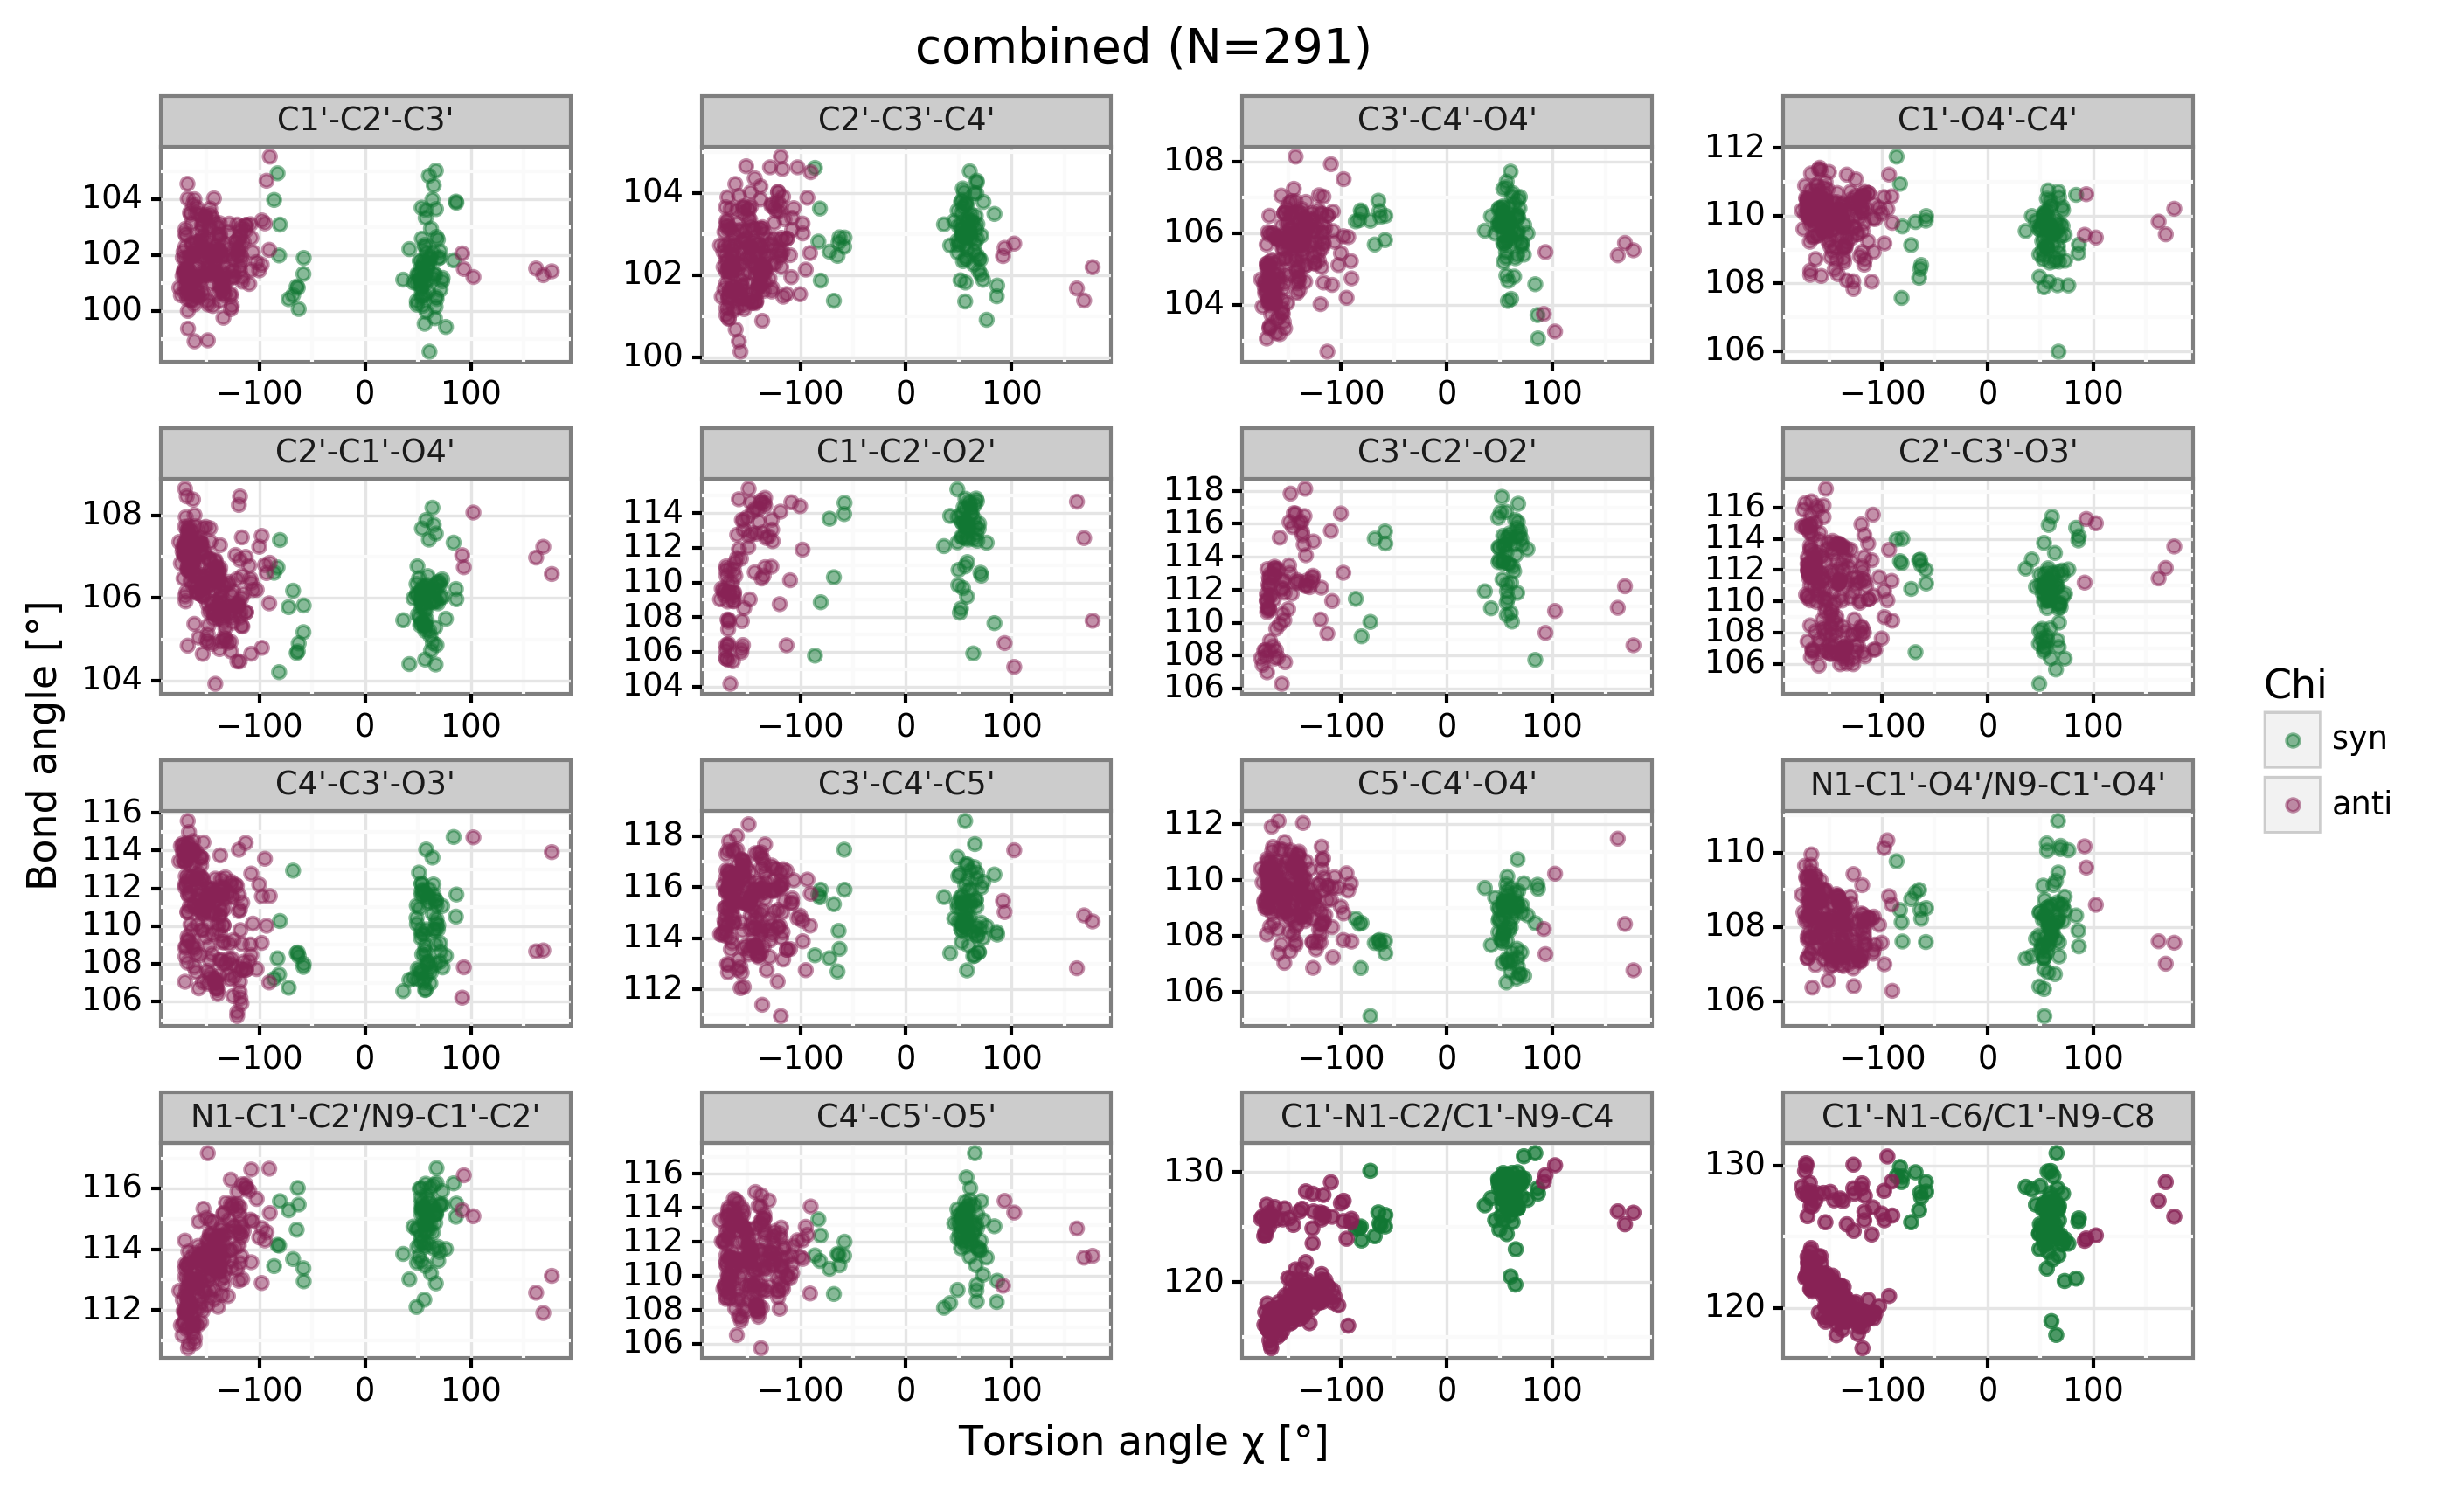 combined (N=291)
C1'-C2'-C3'
C2'-C3'-C4'
C3'-C4'-O4'
C1'-O4'-C4'
104
102
100
−100 0 100
104
102
100
−100 0 100
108
106
104
−100 0 100
112
110
108
106
−100 0 100
C2'-C1'-O4'
C1'-C2'-O2'
C3'-C2'-O2'
C2'-C3'-O3'
108
106
104
−100 0 100
114
112
110
108
106
104
−100 0 100
118
116
114
112
110
108
106
−100 0 100
116
114
112
110
108
106
−100 0 100
C4'-C3'-O3'
C3'-C4'-C5'
C5'-C4'-O4'
N1-C1'-O4'/N9-C1'-O4'
116
114
112
110
108
106
−100 0 100
118
116
114
112
−100 0 100
112
110
108
106
−100 0 100
110
108
106
−100 0 100
N1-C1'-C2'/N9-C1'-C2'
C4'-C5'-O5'
C1'-N1-C2/C1'-N9-C4
C1'-N1-C6/C1'-N9-C8
116
114
112
−100 0 100
116
114
112
110
108
106
−100 0 100
130
120
−100 0 100
130
120
−100 0 100
Bond angle [°]
Torsion angle χ [°]
Chi
syn
anti